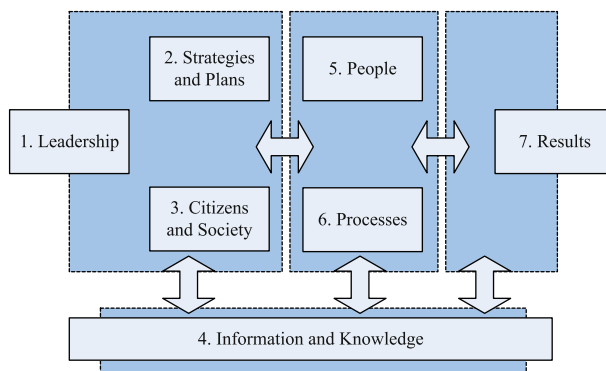 1. Leadership
2. Strategies
and Plans
3. Citizens
and Society
4. Information and Knowledge
5. People
6. Processes
7. Results